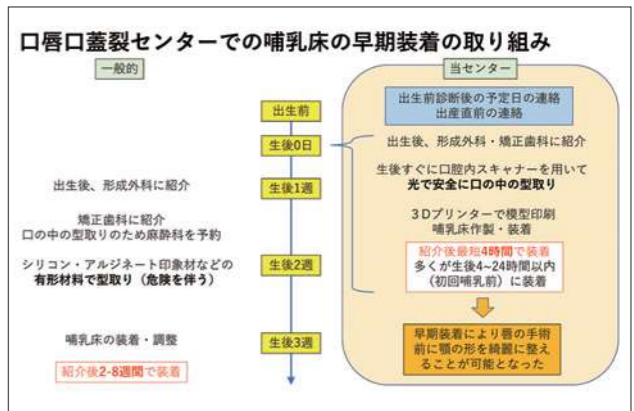 口唇口蓋裂センターでの哺乳床の早期装着の取り組み
一般的
出生後、形成外科に紹介
矯正歯科に紹介
口の中の型取りのため麻酔科を予約
シリコン・アルジネート印象材などの
有形材料で型取り（危険を伴う）
哺乳床の装着・調整
紹介後2-8週間で装着
出生前
生後0日
生後1週
生後2週
生後3週
当センター
出生前診断後の予定日の連絡
出産直前の連絡
出生後、形成外科・矯正歯科に紹介
生後すぐに口腔内スキャナーを用いて
光で安全に口の中の型取り
3Dプリンターで模型印刷
哺乳床作製・装着
紹介後最短4時間で装着
多くが生後4~24時間以内
（初回哺乳前）に装着
早期装着により唇の手術
前に顎の形を綺麗に整え
ることが可能となった